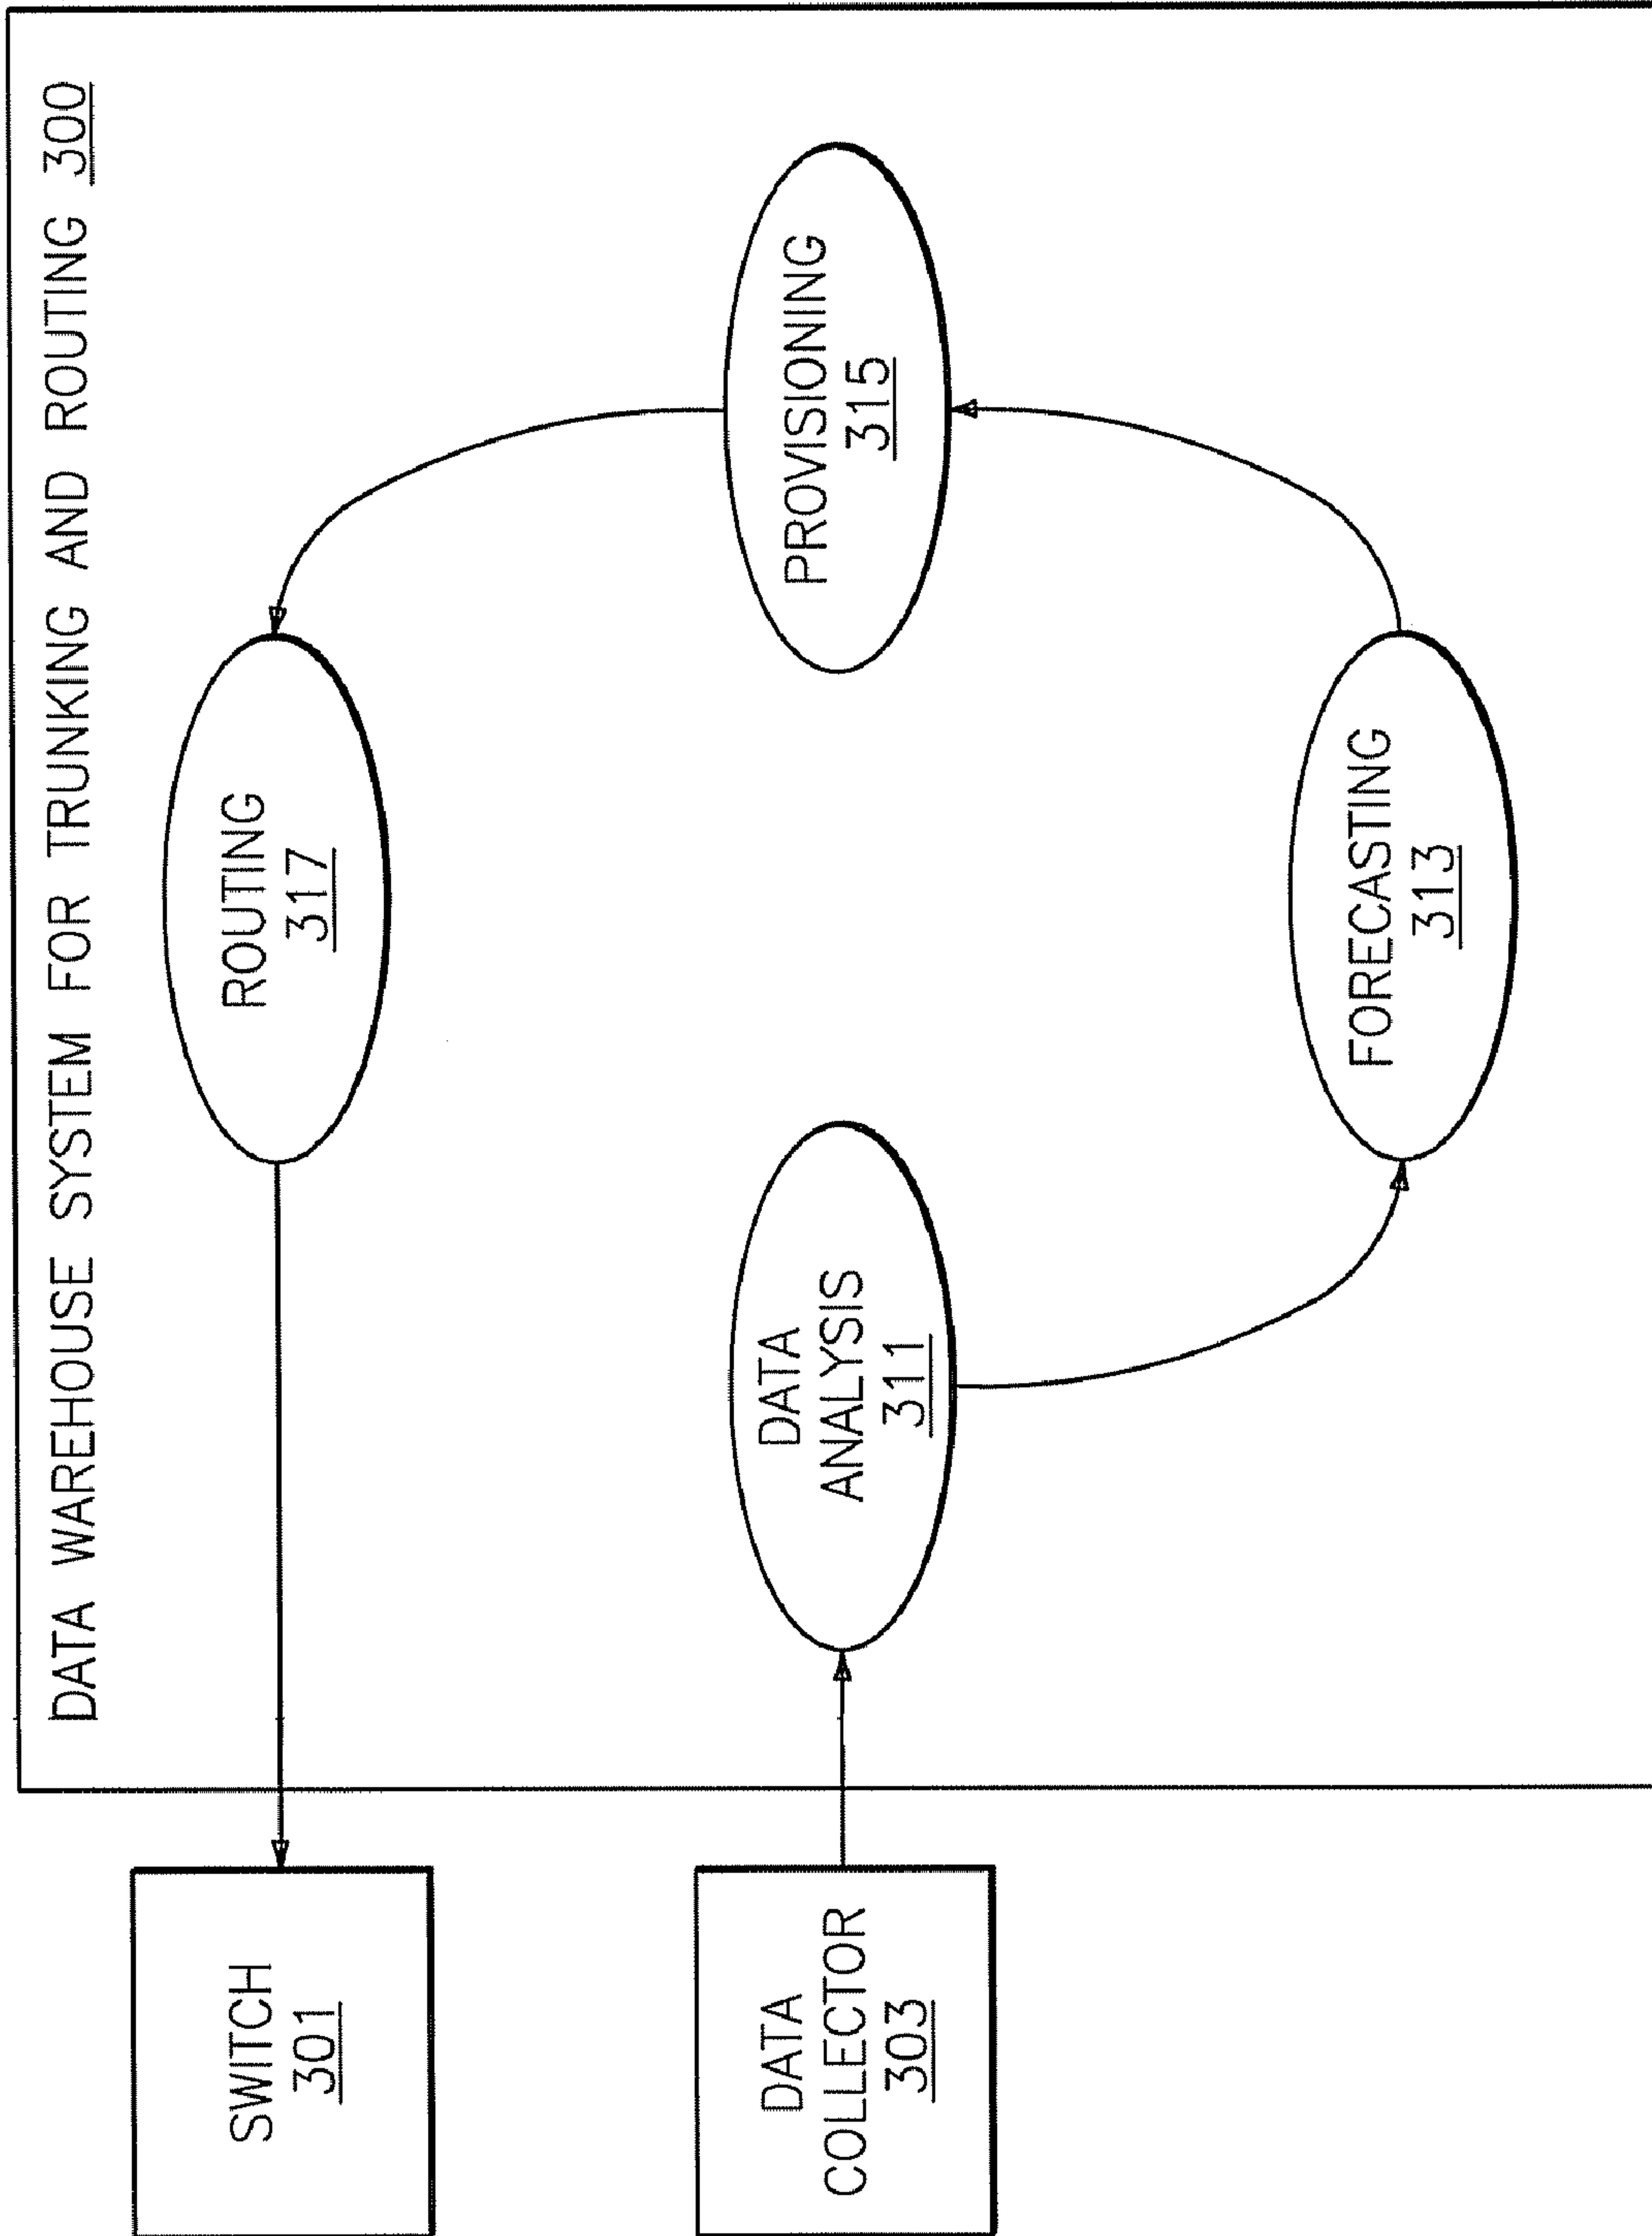 DATA WAREHOUSE SYSTEM FOR TRUNKING AND ROUTING 300
SWITCH
301
ROUTING
317
DATA
COLLECTOR
303
DATA
ANALYSIS
311
PROVISIONING
315
FORECASTING
313